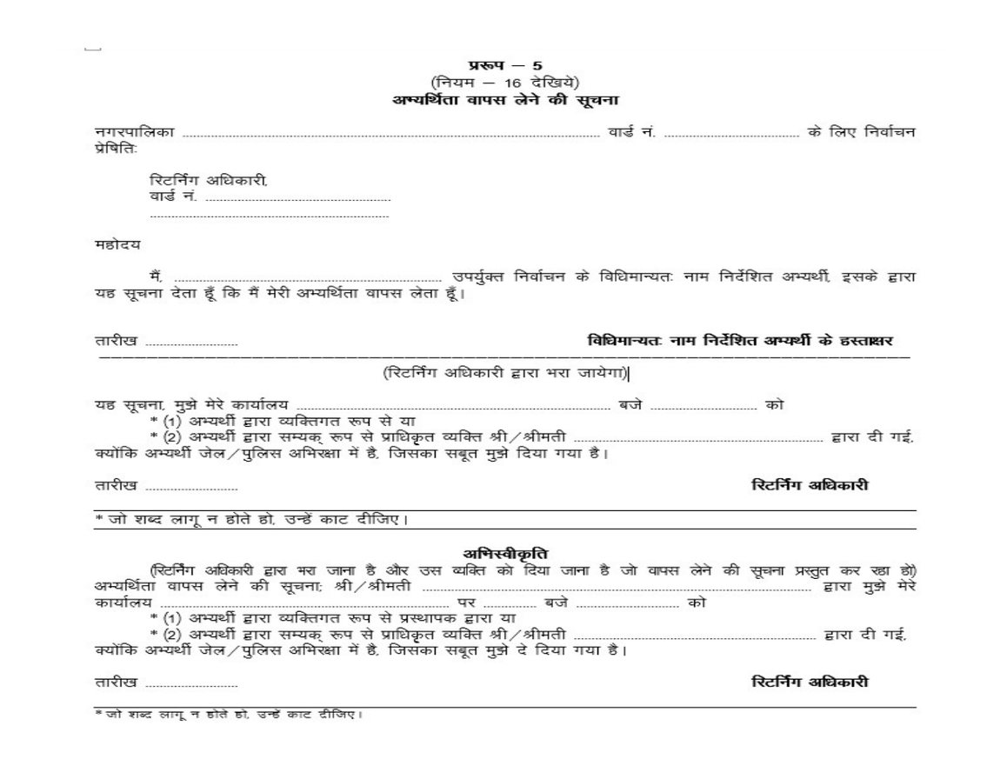 प्ररूप – 5
(नियम – 16 देखिये)
अभ्यर्थिता वापस लेने की सूचना
नगरपालिका ........................ वार्ड नं. ........................ के लिए निर्वाचन
प्रेषिति:
रिटर्निंग अधिकारी,
वार्ड नं. ........................
........................
महोदय
मैं, ........................ उपर्युक्त निर्वाचन के विधिमान्यतः नाम निर्देशित अभ्यर्थी, इसके द्वारा
यह सूचना देता हूँ कि मैं मेरी अभ्यर्थिता वापस लेता हूँ।
तारीख ........................ विधिमान्यतः नाम निर्देशित अभ्यर्थी के हस्ताक्षर
(रिटर्निंग अधिकारी द्वारा भरा जायेगा)
यह सूचना, मुझे मेरे कार्यालय ........................ बजे ........................ को
* (1) अभ्यर्थी द्वारा व्यक्तिगत रूप से या
* (2) अभ्यर्थी द्वारा सम्यक् रूप से प्राधिकृत व्यक्ति श्री/श्रीमती ........................ द्वारा दी गई,
क्योंकि अभ्यर्थी जेल/पुलिस अभिरक्षा में है, जिसका सबूत मुझे दिया गया है।
तारीख ........................ रिटर्निंग अधिकारी
* जो शब्द लागू न होते हो, उन्हें काट दीजिए।
अभिस्वीकृति
(रिटर्निंग अधिकारी द्वारा भरा जाना है और उस व्यक्ति को दिया जाना है जो वापस लेने की सूचना प्रस्तुत कर रहा हो)
अभ्यर्थिता वापस लेने की सूचना; श्री/श्रीमती ........................ द्वारा मुझे मेरे
कार्यालय ........................ पर ............ बजे ........................ को
* (1) अभ्यर्थी द्वारा व्यक्तिगत रूप से प्रस्थापक द्वारा या
* (2) अभ्यर्थी द्वारा सम्यक् रूप से प्राधिकृत व्यक्ति श्री/श्रीमती ........................ द्वारा दी गई,
क्योंकि अभ्यर्थी जेल/पुलिस अभिरक्षा में है, जिसका सबूत मुझे दे दिया गया है।
तारीख ........................ रिटर्निंग अधिकारी
* जो शब्द लागू न होते हो, उन्हें काट दीजिए।